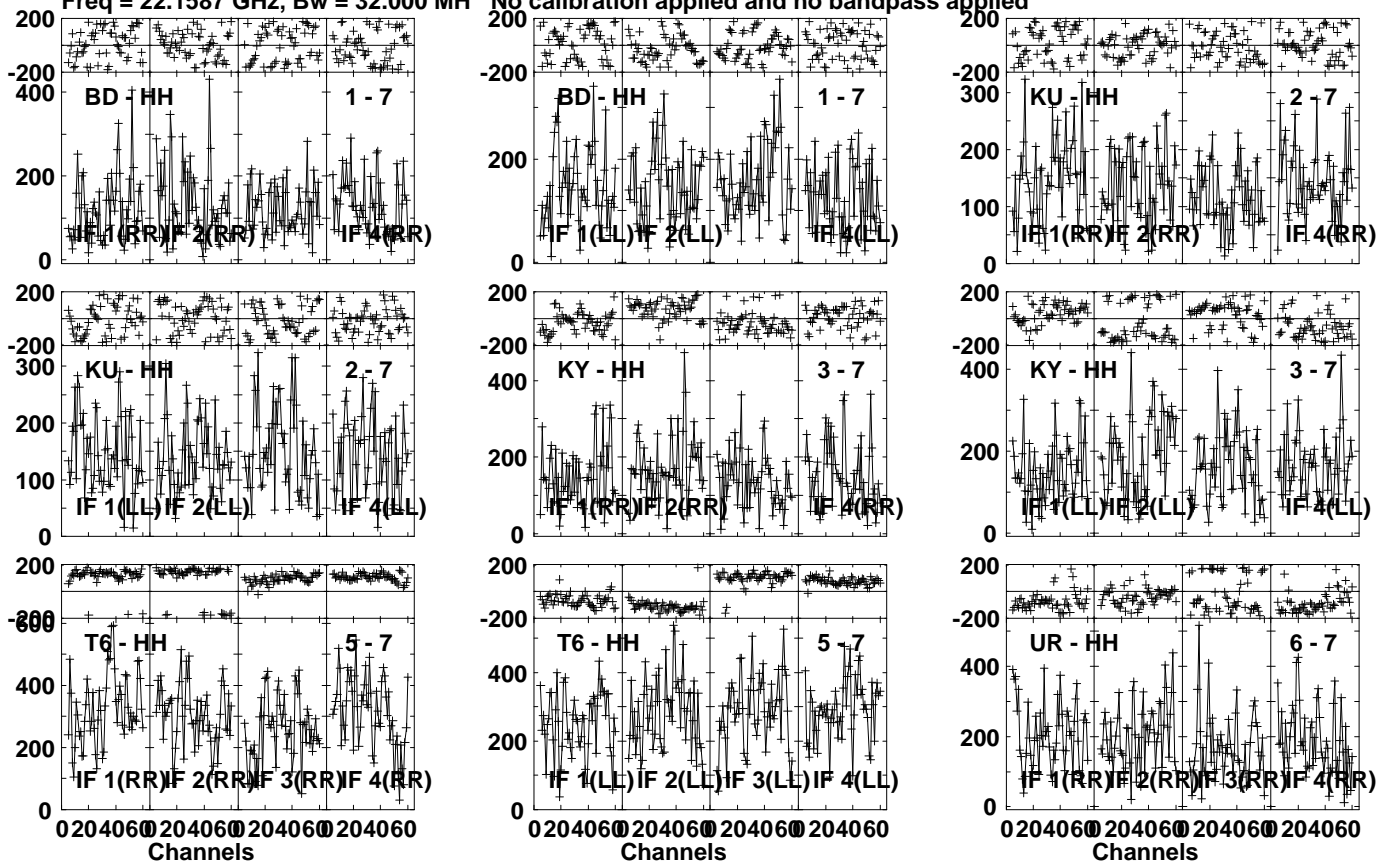 Freq = 22.1587 GHz, Bw = 32.000 MH No calibration applied and no bandpass applied
200
-200
400
200
0
BD - HH 1 - 7
IF 1(RR) IF 2(RR) IF 4(RR)
200
-200
200
0
BD - HH 1 - 7
IF 1(LL) IF 2(LL) IF 4(LL)
200
-200
300
200
100
0
KU - HH 2 - 7
IF 1(RR) IF 2(RR) IF 4(RR)
200
-200
300
200
100
0
KU - HH 2 - 7
IF 1(LL) IF 2(LL) IF 4(LL)
200
-200
400
200
0
KY - HH 3 - 7
IF 1(RR) IF 2(RR) IF 4(RR)
200
-200
400
200
0
KY - HH 3 - 7
IF 1(LL) IF 2(LL) IF 4(LL)
200
-200
600
400
200
0
T6 - HH 5 - 7
IF 1(RR) IF 2(RR) IF 3(RR) IF 4(RR)
0 20 40 60 0 20 40 60 0 20 40 60 0 20 40 60
Channels
200
-200
400
200
0
T6 - HH 5 - 7
IF 1(LL) IF 2(LL) IF 3(LL) IF 4(LL)
0 20 40 60 0 20 40 60 0 20 40 60 0 20 40 60
Channels
200
-200
400
200
0
UR - HH 6 - 7
IF 1(RR) IF 2(RR) IF 3(RR) IF 4(RR)
0 20 40 60 0 20 40 60 0 20 40 60 0 20 40 60
Channels